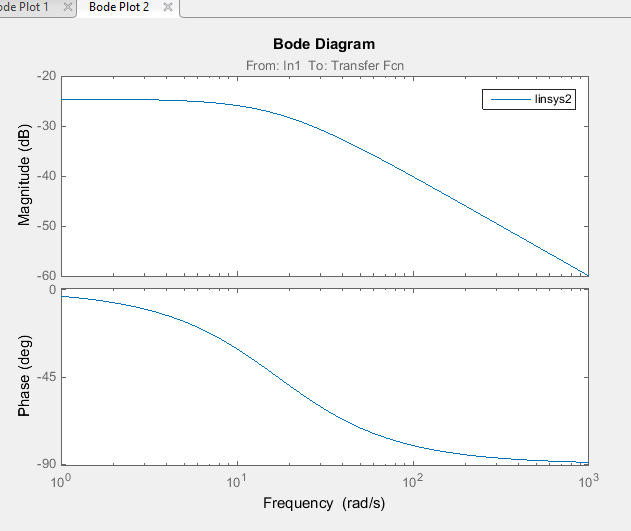 ode Plot 1 Bode Plot 2
Bode Diagram
From: In1 To: Transfer Fcn
linsys2
Magnitude (dB)
-20
-30
-40
-50
-60
Phase (deg)
0
-45
-90
10^0 10^1 10^2 10^3
Frequency (rad/s)